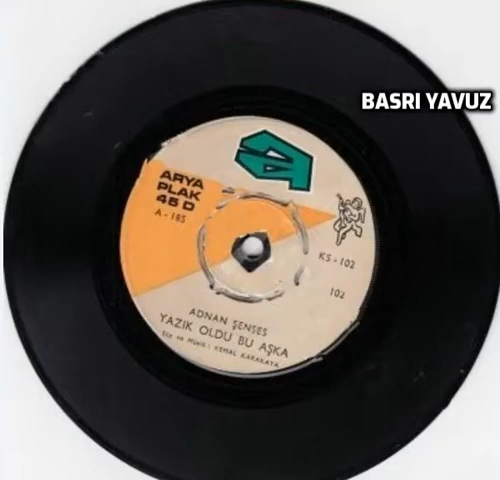 BASRI YAVUZ
ARYA
PLAK
45 D
A - 185
KS - 102
102
ADNAN ŞENSES
YAZIK OLDU BU AŞKA
Söz ve Müzik : KEMAL KARAKAYA